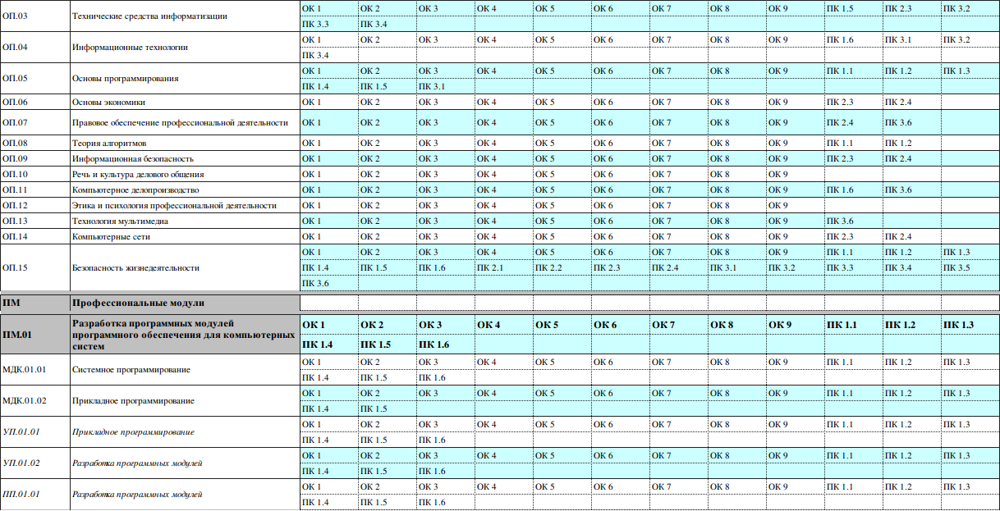 ОП.03 Технические средства информатизации ОК 1 ОК 2 ОК 3 ОК 4 ОК 5 ОК 6 ОК 7 ОК 8 ОК 9 ПК 1.5 ПК 2.3 ПК 3.2
ПК 3.3 ПК 3.4
ОП.04 Информационные технологии ОК 1 ОК 2 ОК 3 ОК 4 ОК 5 ОК 6 ОК 7 ОК 8 ОК 9 ПК 1.6 ПК 3.1 ПК 3.2
ПК 3.4
ОП.05 Основы программирования ОК 1 ОК 2 ОК 3 ОК 4 ОК 5 ОК 6 ОК 7 ОК 8 ОК 9 ПК 1.1 ПК 1.2 ПК 1.3
ПК 1.4 ПК 1.5 ПК 3.1
ОП.06 Основы экономики ОК 1 ОК 2 ОК 3 ОК 4 ОК 5 ОК 6 ОК 7 ОК 8 ОК 9 ПК 2.3 ПК 2.4
ОП.07 Правовое обеспечение профессиональной деятельности ОК 1 ОК 2 ОК 3 ОК 4 ОК 5 ОК 6 ОК 7 ОК 8 ОК 9 ПК 2.4 ПК 3.6
ОП.08 Теория алгоритмов ОК 1 ОК 2 ОК 3 ОК 4 ОК 5 ОК 6 ОК 7 ОК 8 ОК 9 ПК 1.1 ПК 1.2
ОП.09 Информационная безопасность ОК 1 ОК 2 ОК 3 ОК 4 ОК 5 ОК 6 ОК 7 ОК 8 ОК 9 ПК 2.3 ПК 2.4
ОП.10 Речь и культура делового общения ОК 1 ОК 2 ОК 3 ОК 4 ОК 5 ОК 6 ОК 7 ОК 8 ОК 9
ОП.11 Компьютерное делопроизводство ОК 1 ОК 2 ОК 3 ОК 4 ОК 5 ОК 6 ОК 7 ОК 8 ОК 9 ПК 1.6 ПК 3.6
ОП.12 Этика и психология профессиональной деятельности ОК 1 ОК 2 ОК 3 ОК 4 ОК 5 ОК 6 ОК 7 ОК 8 ОК 9
ОП.13 Технология мультимедиа ОК 1 ОК 2 ОК 3 ОК 4 ОК 5 ОК 6 ОК 7 ОК 8 ОК 9 ПК 3.6
ОП.14 Компьютерные сети ОК 1 ОК 2 ОК 3 ОК 4 ОК 5 ОК 6 ОК 7 ОК 8 ОК 9 ПК 2.3 ПК 2.4
ОП.15 Безопасность жизнедеятельности ОК 1 ОК 2 ОК 3 ОК 4 ОК 5 ОК 6 ОК 7 ОК 8 ОК 9 ПК 1.1 ПК 1.2 ПК 1.3
ПК 1.4 ПК 1.5 ПК 1.6 ПК 2.1 ПК 2.2 ПК 2.3 ПК 2.4 ПК 3.1 ПК 3.2 ПК 3.3 ПК 3.4 ПК 3.5
ПК 3.6
ПМ Профессиональные модули
ПМ.01 Разработка программных модулей
программного обеспечения для компьютерных
систем
ОК 1 ОК 2 ОК 3 ОК 4 ОК 5 ОК 6 ОК 7 ОК 8 ОК 9 ПК 1.1 ПК 1.2 ПК 1.3
ПК 1.4 ПК 1.5 ПК 1.6
МДК.01.01 Системное программирование ОК 1 ОК 2 ОК 3 ОК 4 ОК 5 ОК 6 ОК 7 ОК 8 ОК 9 ПК 1.1 ПК 1.2 ПК 1.3
ПК 1.4 ПК 1.5 ПК 1.6
МДК.01.02 Прикладное программирование ОК 1 ОК 2 ОК 3 ОК 4 ОК 5 ОК 6 ОК 7 ОК 8 ОК 9 ПК 1.1 ПК 1.2 ПК 1.3
ПК 1.4 ПК 1.5
УП.01.01 Прикладное программирование ОК 1 ОК 2 ОК 3 ОК 4 ОК 5 ОК 6 ОК 7 ОК 8 ОК 9 ПК 1.1 ПК 1.2 ПК 1.3
ПК 1.4 ПК 1.5 ПК 1.6
УП.01.02 Разработка программных модулей ОК 1 ОК 2 ОК 3 ОК 4 ОК 5 ОК 6 ОК 7 ОК 8 ОК 9 ПК 1.1 ПК 1.2 ПК 1.3
ПК 1.4 ПК 1.5 ПК 1.6
ПП.01.01 Разработка программных модулей ОК 1 ОК 2 ОК 3 ОК 4 ОК 5 ОК 6 ОК 7 ОК 8 ОК 9 ПК 1.1 ПК 1.2 ПК 1.3
ПК 1.4 ПК 1.5 ПК 1.6